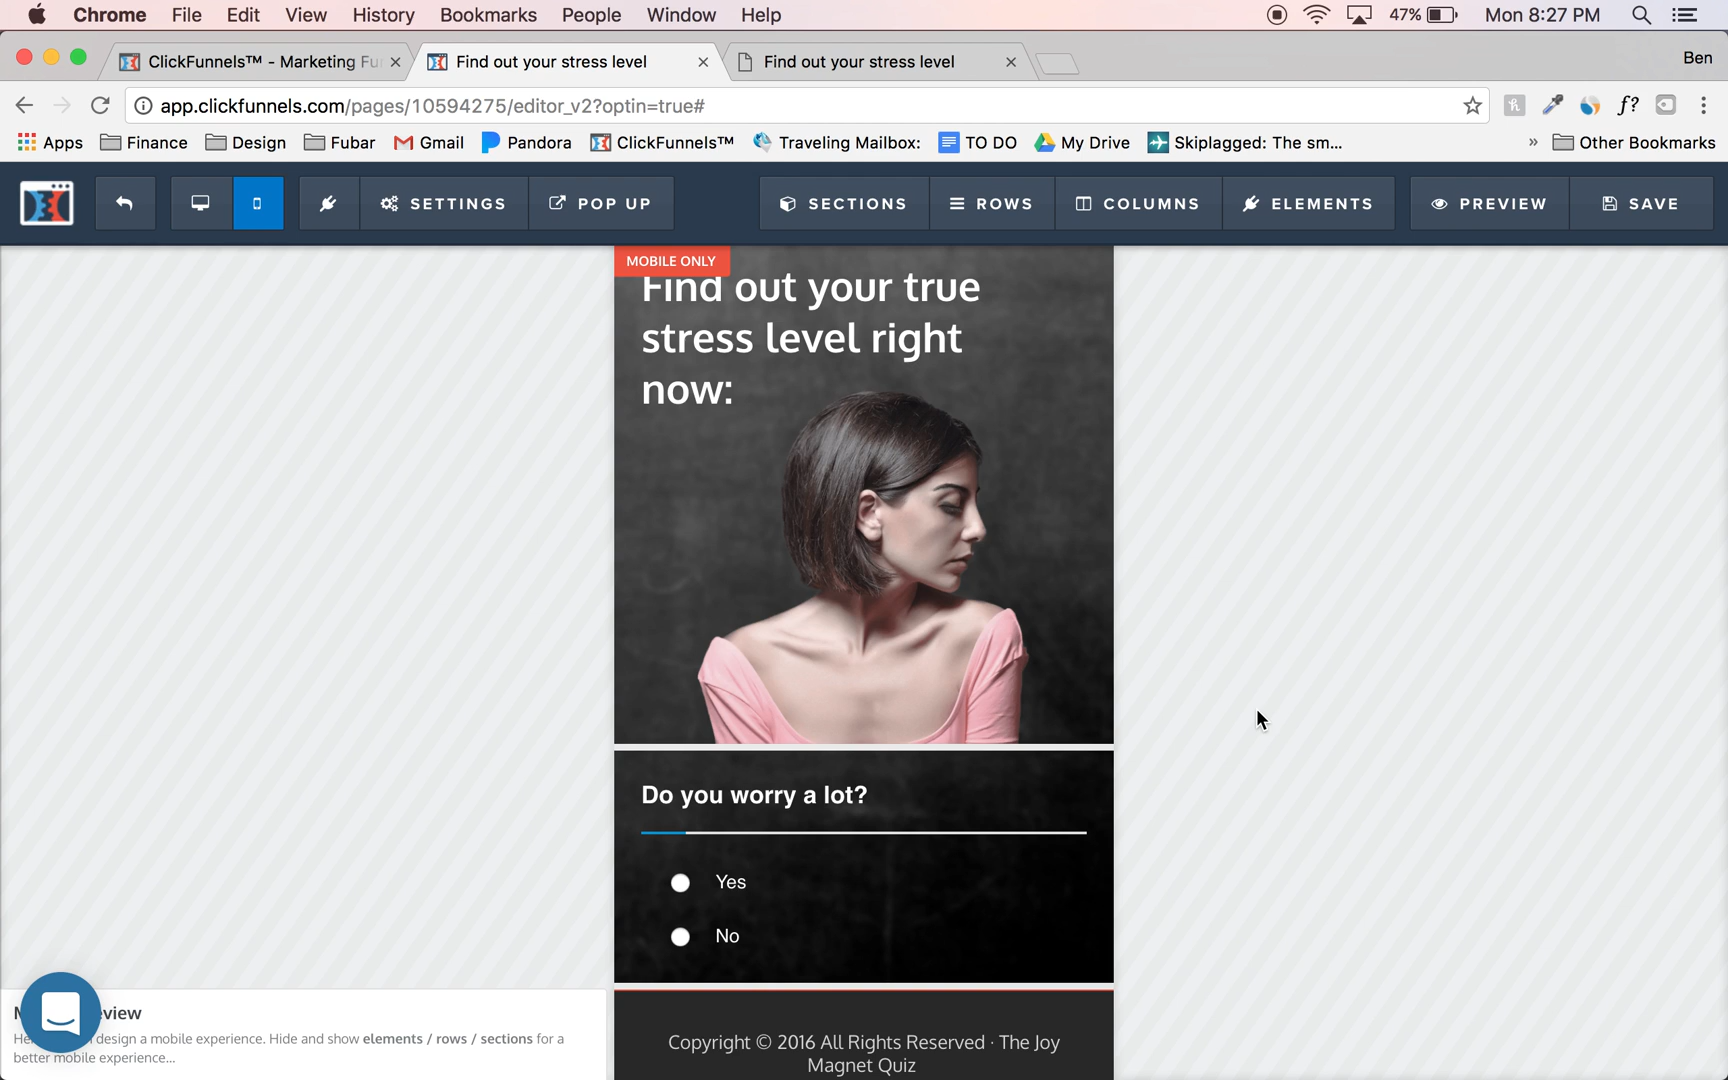 Chrome File Edit View History Bookmarks People Window Help 47% Mon 8:27 PM
ClickFunnels™ - Marketing Fu Find out your stress level Find out your stress level Ben
app.clickfunnels.com/pages/10594275/editor_v2?optin=true#
f?
Apps Finance Design Fubar Gmail Pandora ClickFunnels™ Traveling Mailbox: TO DO My Drive Skiplagged: The sm... » Other Bookmarks
SETTINGS POP UP SECTIONS ROWS COLUMNS ELEMENTS PREVIEW SAVE
MOBILE ONLY
Find out your true
stress level right
now:
Do you worry a lot?
Yes
No
design a mobile experience. Hide and show elements / rows / sections for a
better mobile experience...
Copyright © 2016 All Rights Reserved · The Joy
Magnet Quiz